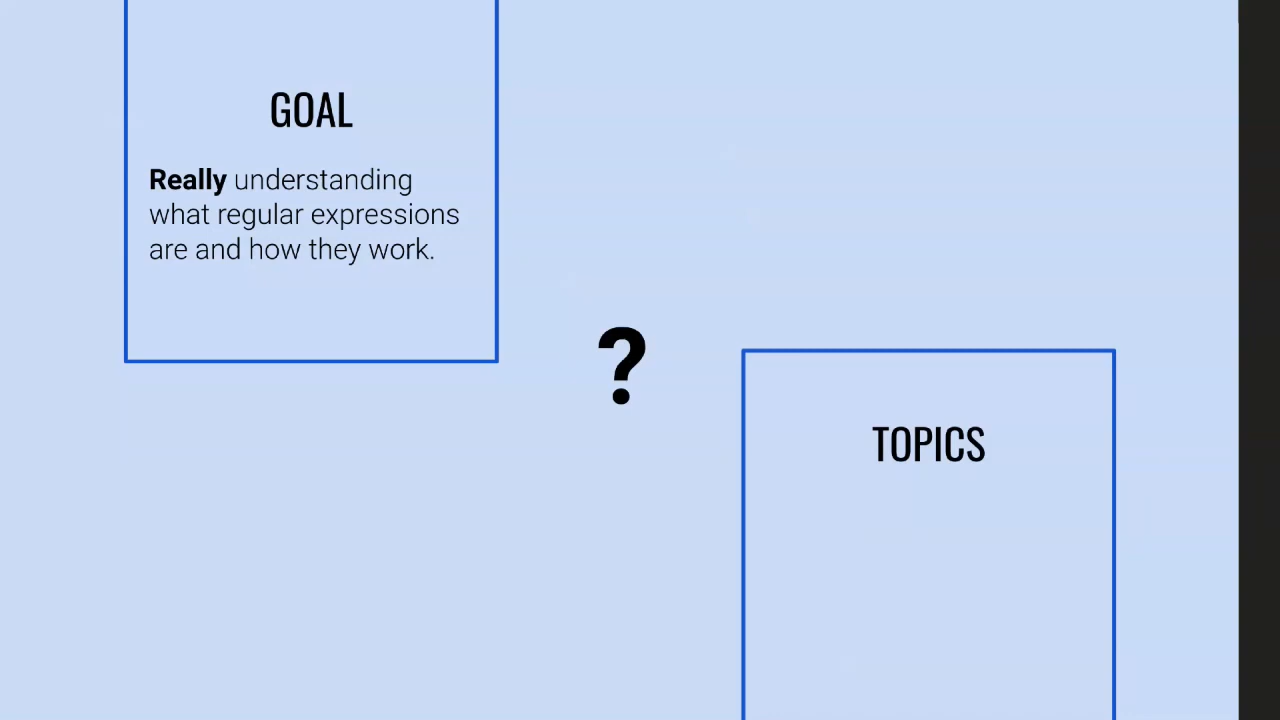 GOAL
Really understanding
what regular expressions
are and how they work.
?
TOPICS